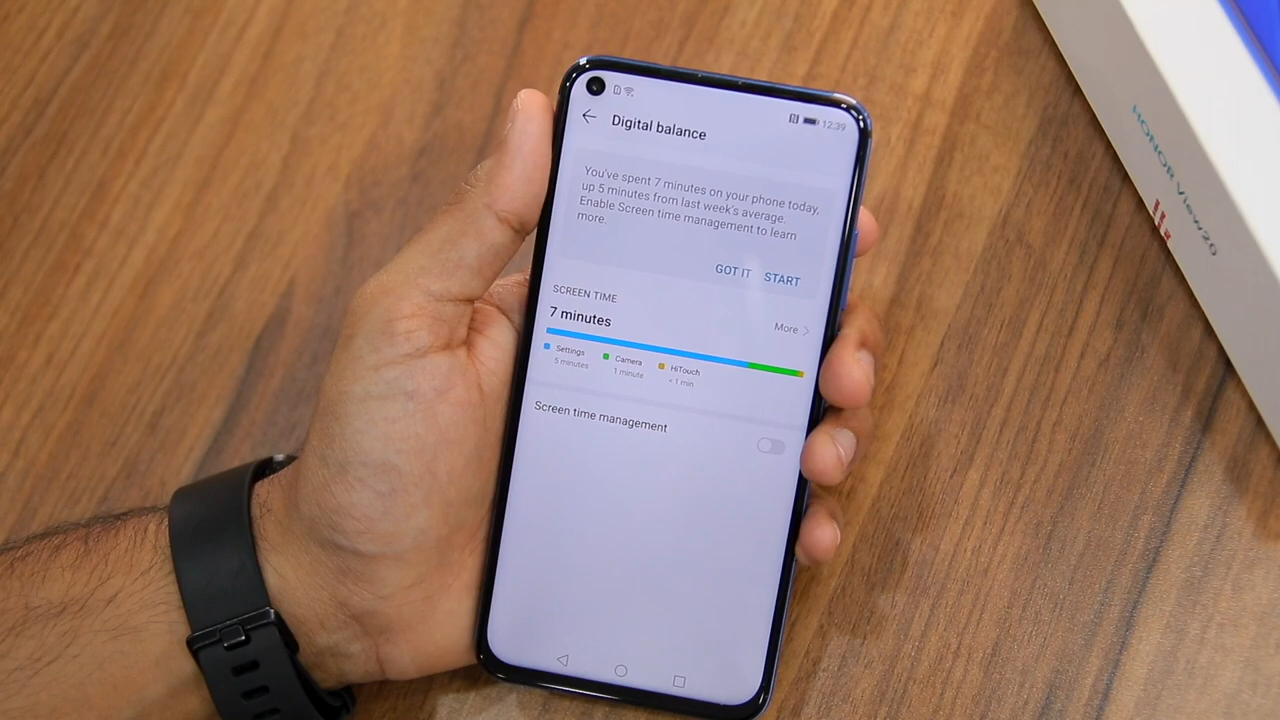 12:39
Digital balance
You've spent 7 minutes on your phone today,
up 5 minutes from last week's average.
Enable Screen time management to learn
more.
GOT IT START
SCREEN TIME
7 minutes
More
Settings
5 minutes
Camera
1 minute
HiTouch
< 1 min
Screen time management
HONOR View20